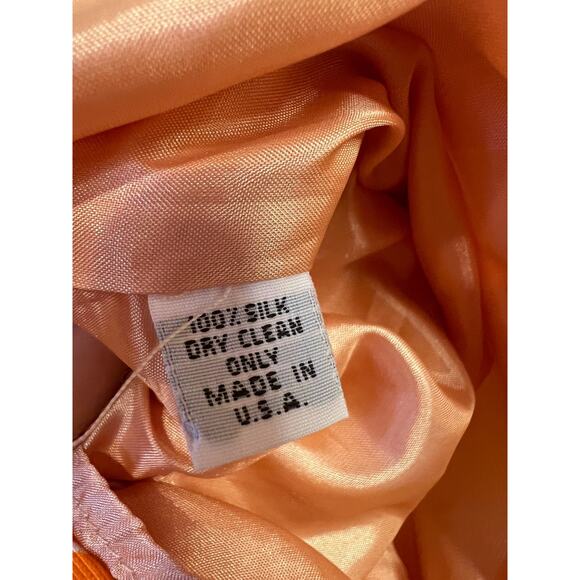 100% SILK
DRY CLEAN
ONLY
MADE IN
U.S.A.